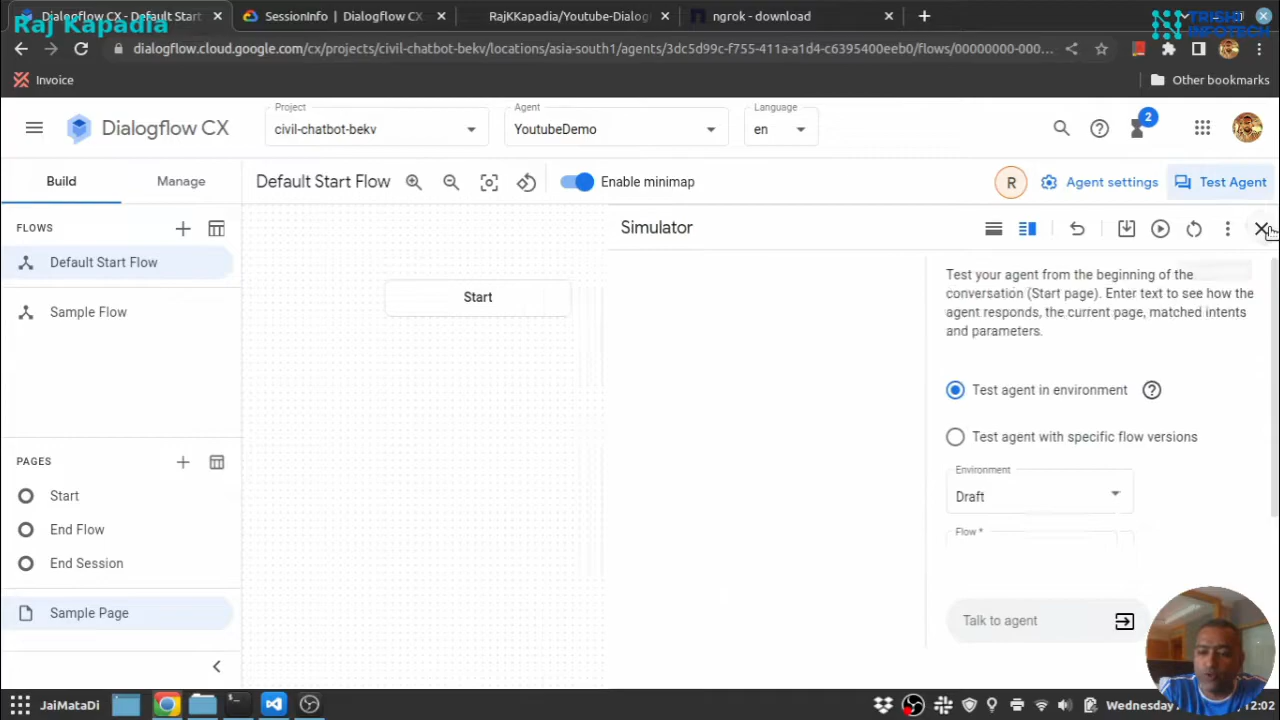 Dialogflow CX - Default Start
SessionInfo | Dialogflow CX
RajKKapadia/Youtube-Dialog
ngrok - download
Raj Kapadia
TRISHI
INFOTECH
dialogflow.cloud.google.com/cx/projects/civil-chatbot-bekv/locations/asia-south1/agents/3dc5d99c-f755-411a-a1d4-c6395400eeb0/flows/00000000-000...
Invoice
Other bookmarks
Dialogflow CX
Project
civil-chatbot-bekv
Agent
YoutubeDemo
Language
en
2
Build
Manage
Default Start Flow
Enable minimap
R
Agent settings
Test Agent
FLOWS
Default Start Flow
Sample Flow
PAGES
Start
End Flow
End Session
Sample Page
Start
Simulator
Test your agent from the beginning of the
conversation (Start page). Enter text to see how the
agent responds, the current page, matched intents
and parameters.
Test agent in environment
Test agent with specific flow versions
Environment
Draft
Flow *
Talk to agent
JaiMataDi
Wednesday
12:02